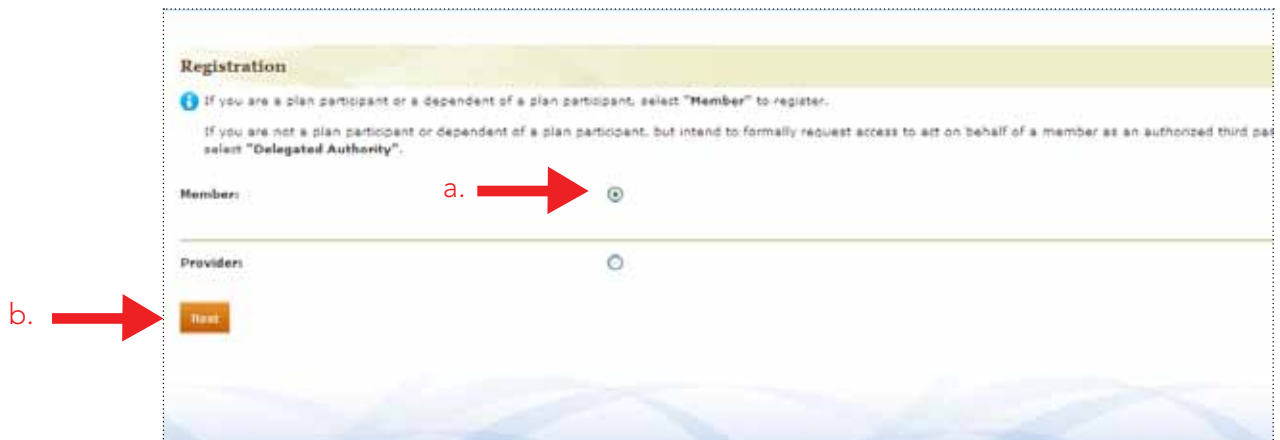 Registration
If you are a plan participant or a dependent of a plan participant, select "Member" to register.
If you are not a plan participant or dependent of a plan participant, but intend to formally request access to act on behalf of a member as an authorized third par
select "Delegated Authority".
Member:
a.
Provider:
b.
Next